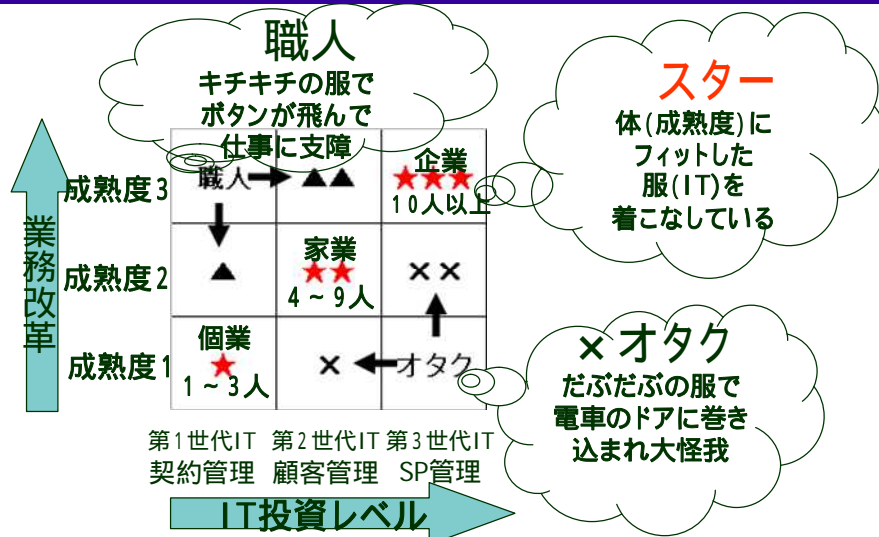 職人
キチキチの服で
ボタンが飛んで
仕事に支障
スター
体(成熟度)に
フィットした
服(IT)を
着こなしている
業務改革
成熟度3
職人
▲▲
企業
★★★
10人以上
成熟度2
▲
家業
★★
4~9人
××
成熟度1
個業
★
1~3人
×
オタク
×オタク
だぶだぶの服で
電車のドアに巻き
込まれ大怪我
第1世代IT
契約管理
第2世代IT
顧客管理
第3世代IT
SP管理
IT投資レベル